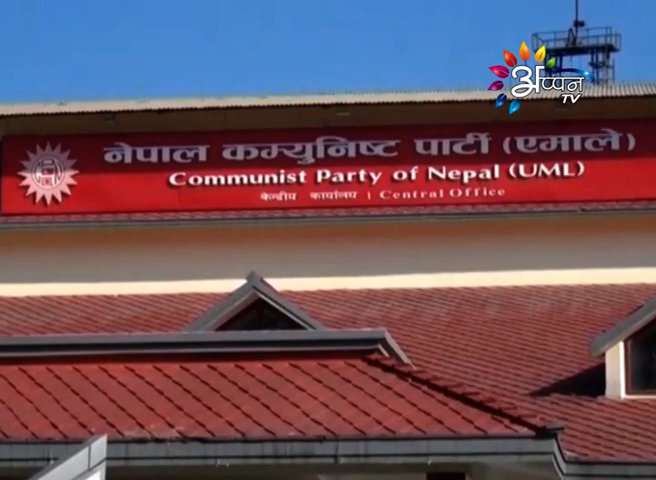 अप्पन
TV
नेपाल कम्युनिष्ट पार्टी (एमाले)
Communist Party of Nepal (UML)
केन्द्रीय कार्यालय | Central Office